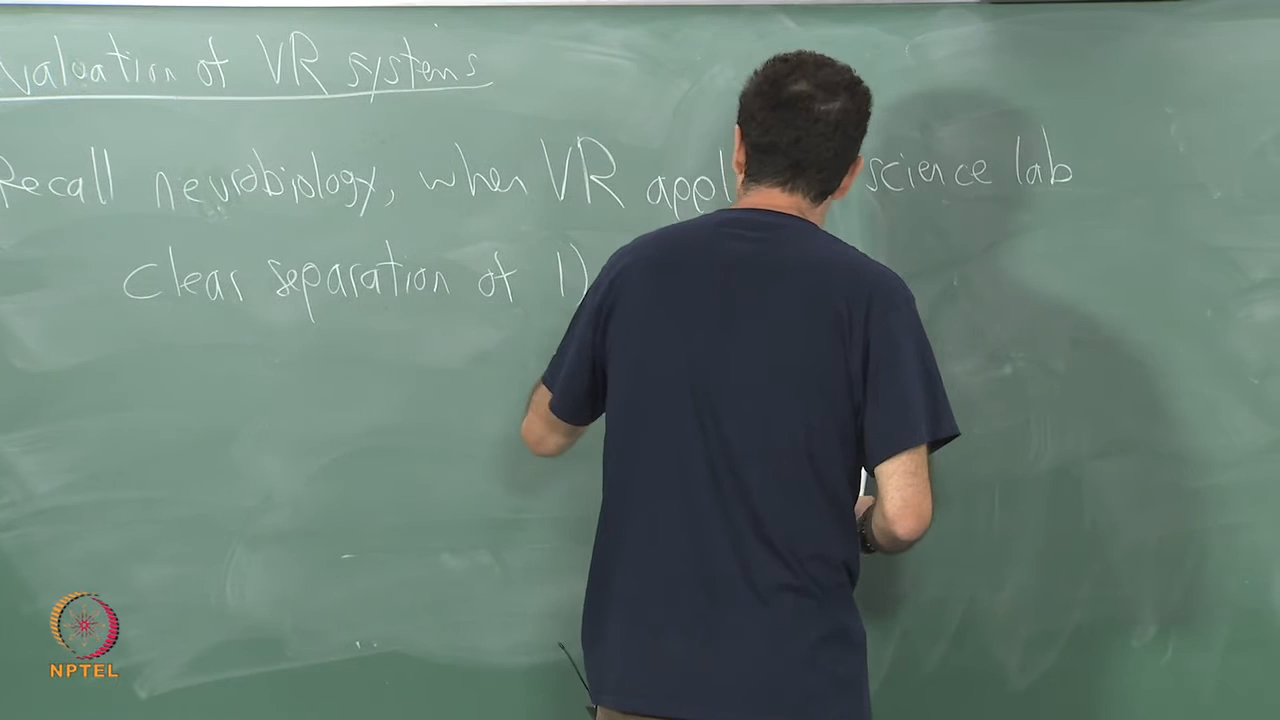 valuation of VR systems
Recall neurobiology, when VR appl science lab
clear separation of 1)
NPTEL